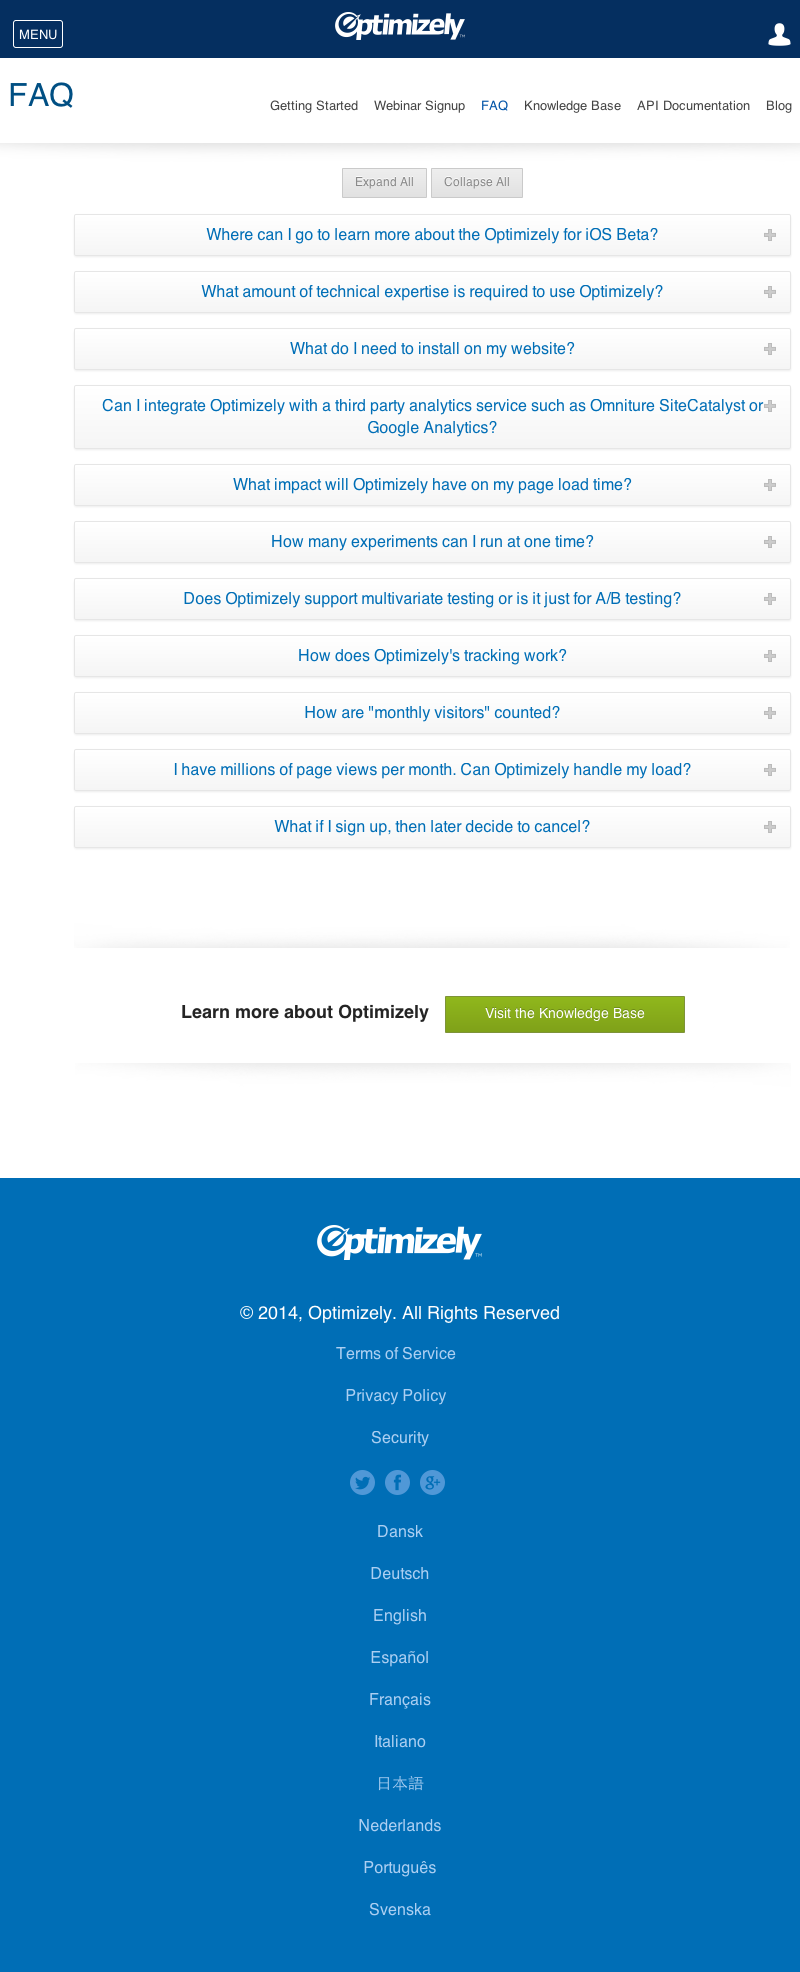 MENU
Optimizely™
FAQ
Getting Started Webinar Signup FAQ Knowledge Base API Documentation Blog
Expand All Collapse All
Where can I go to learn more about the Optimizely for iOS Beta?
What amount of technical expertise is required to use Optimizely?
What do I need to install on my website?
Can I integrate Optimizely with a third party analytics service such as Omniture SiteCatalyst or
Google Analytics?
What impact will Optimizely have on my page load time?
How many experiments can I run at one time?
Does Optimizely support multivariate testing or is it just for A/B testing?
How does Optimizely's tracking work?
How are "monthly visitors" counted?
I have millions of page views per month. Can Optimizely handle my load?
What if I sign up, then later decide to cancel?
Learn more about Optimizely Visit the Knowledge Base
Optimizely™
© 2014, Optimizely. All Rights Reserved
Terms of Service
Privacy Policy
Security
Dansk
Deutsch
English
Español
Français
Italiano
日本語
Nederlands
Português
Svenska